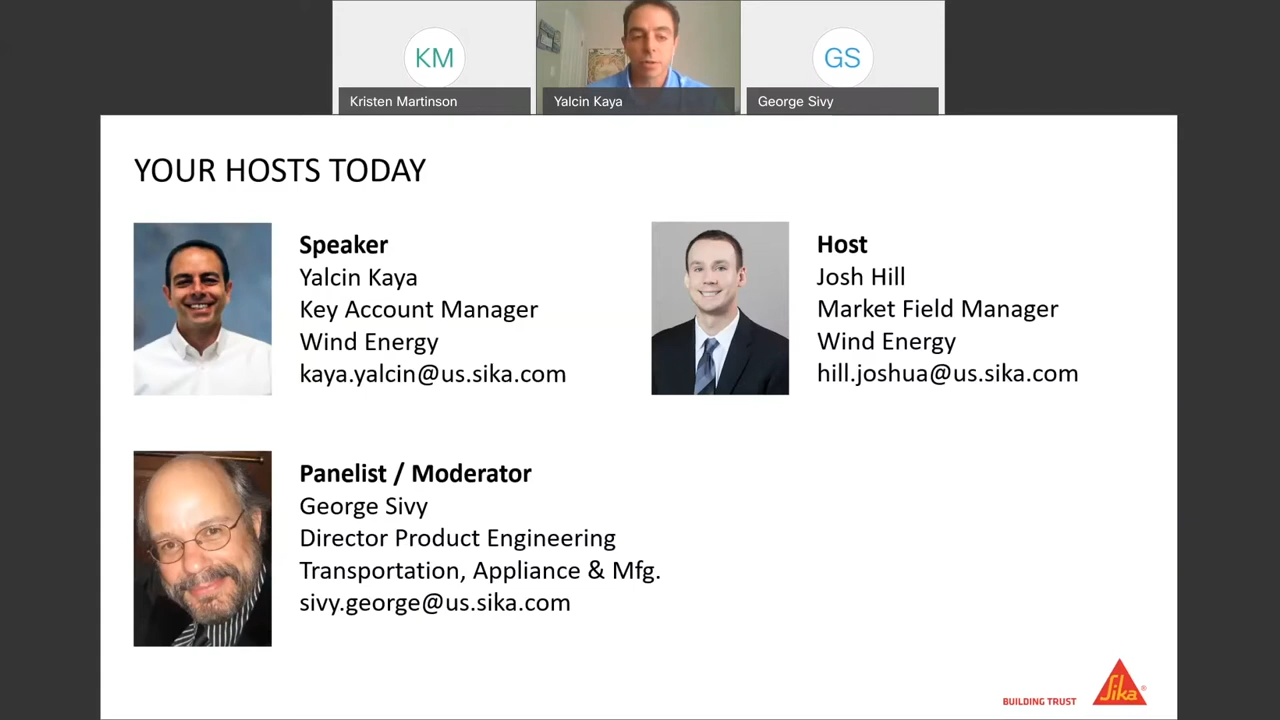 KM
GS
Kristen Martinson
Yalcin Kaya
George Sivy
YOUR HOSTS TODAY
Speaker
Yalcin Kaya
Key Account Manager
Wind Energy
kaya.yalcin@us.sika.com
Host
Josh Hill
Market Field Manager
Wind Energy
hill.joshua@us.sika.com
Panelist / Moderator
George Sivy
Director Product Engineering
Transportation, Appliance & Mfg.
sivy.george@us.sika.com
BUILDING TRUST
Sika®